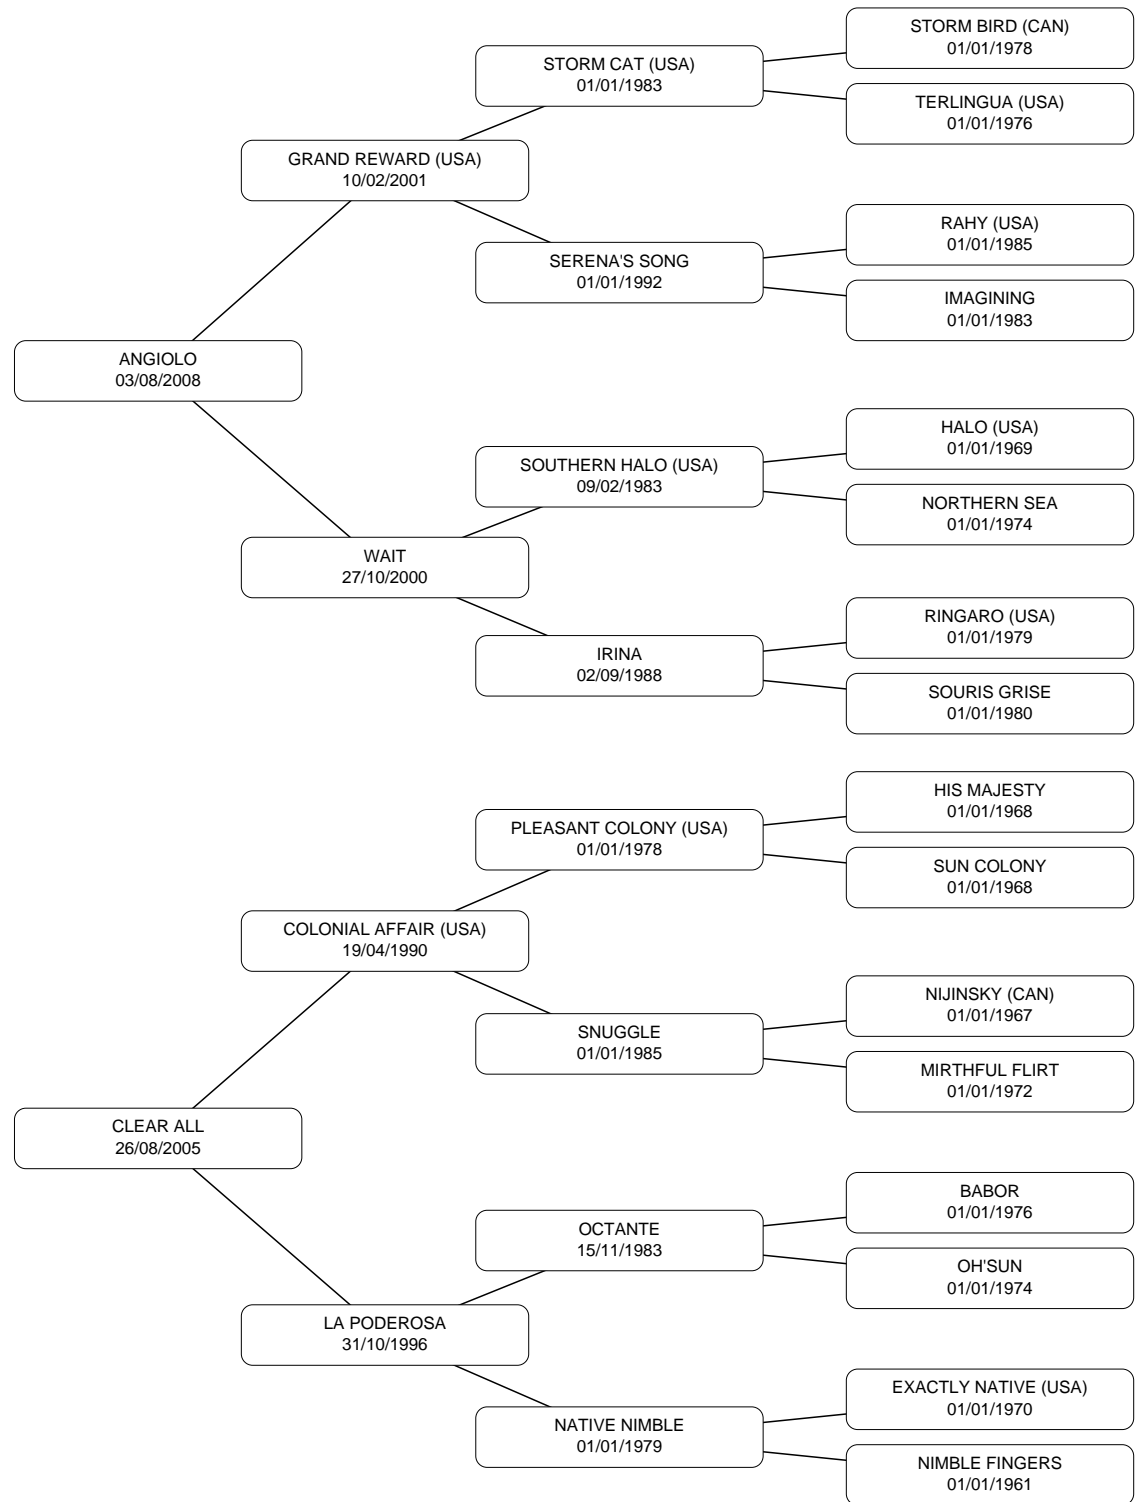 STORM BIRD (CAN)
01/01/1978
STORM CAT (USA)
01/01/1983
TERLINGUA (USA)
01/01/1976
GRAND REWARD (USA)
10/02/2001
RAHY (USA)
01/01/1985
SERENA'S SONG
01/01/1992
IMAGINING
01/01/1983
ANGIOLO
03/08/2008
HALO (USA)
01/01/1969
SOUTHERN HALO (USA)
09/02/1983
NORTHERN SEA
01/01/1974
WAIT
27/10/2000
RINGARO (USA)
01/01/1979
IRINA
02/09/1988
SOURIS GRISE
01/01/1980
HIS MAJESTY
01/01/1968
PLEASANT COLONY (USA)
01/01/1978
SUN COLONY
01/01/1968
COLONIAL AFFAIR (USA)
19/04/1990
NIJINSKY (CAN)
01/01/1967
SNUGGLE
01/01/1985
MIRTHFUL FLIRT
01/01/1972
CLEAR ALL
26/08/2005
BABOR
01/01/1976
OCTANTE
15/11/1983
OH'SUN
01/01/1974
LA PODEROSA
31/10/1996
EXACTLY NATIVE (USA)
01/01/1970
NATIVE NIMBLE
01/01/1979
NIMBLE FINGERS
01/01/1961